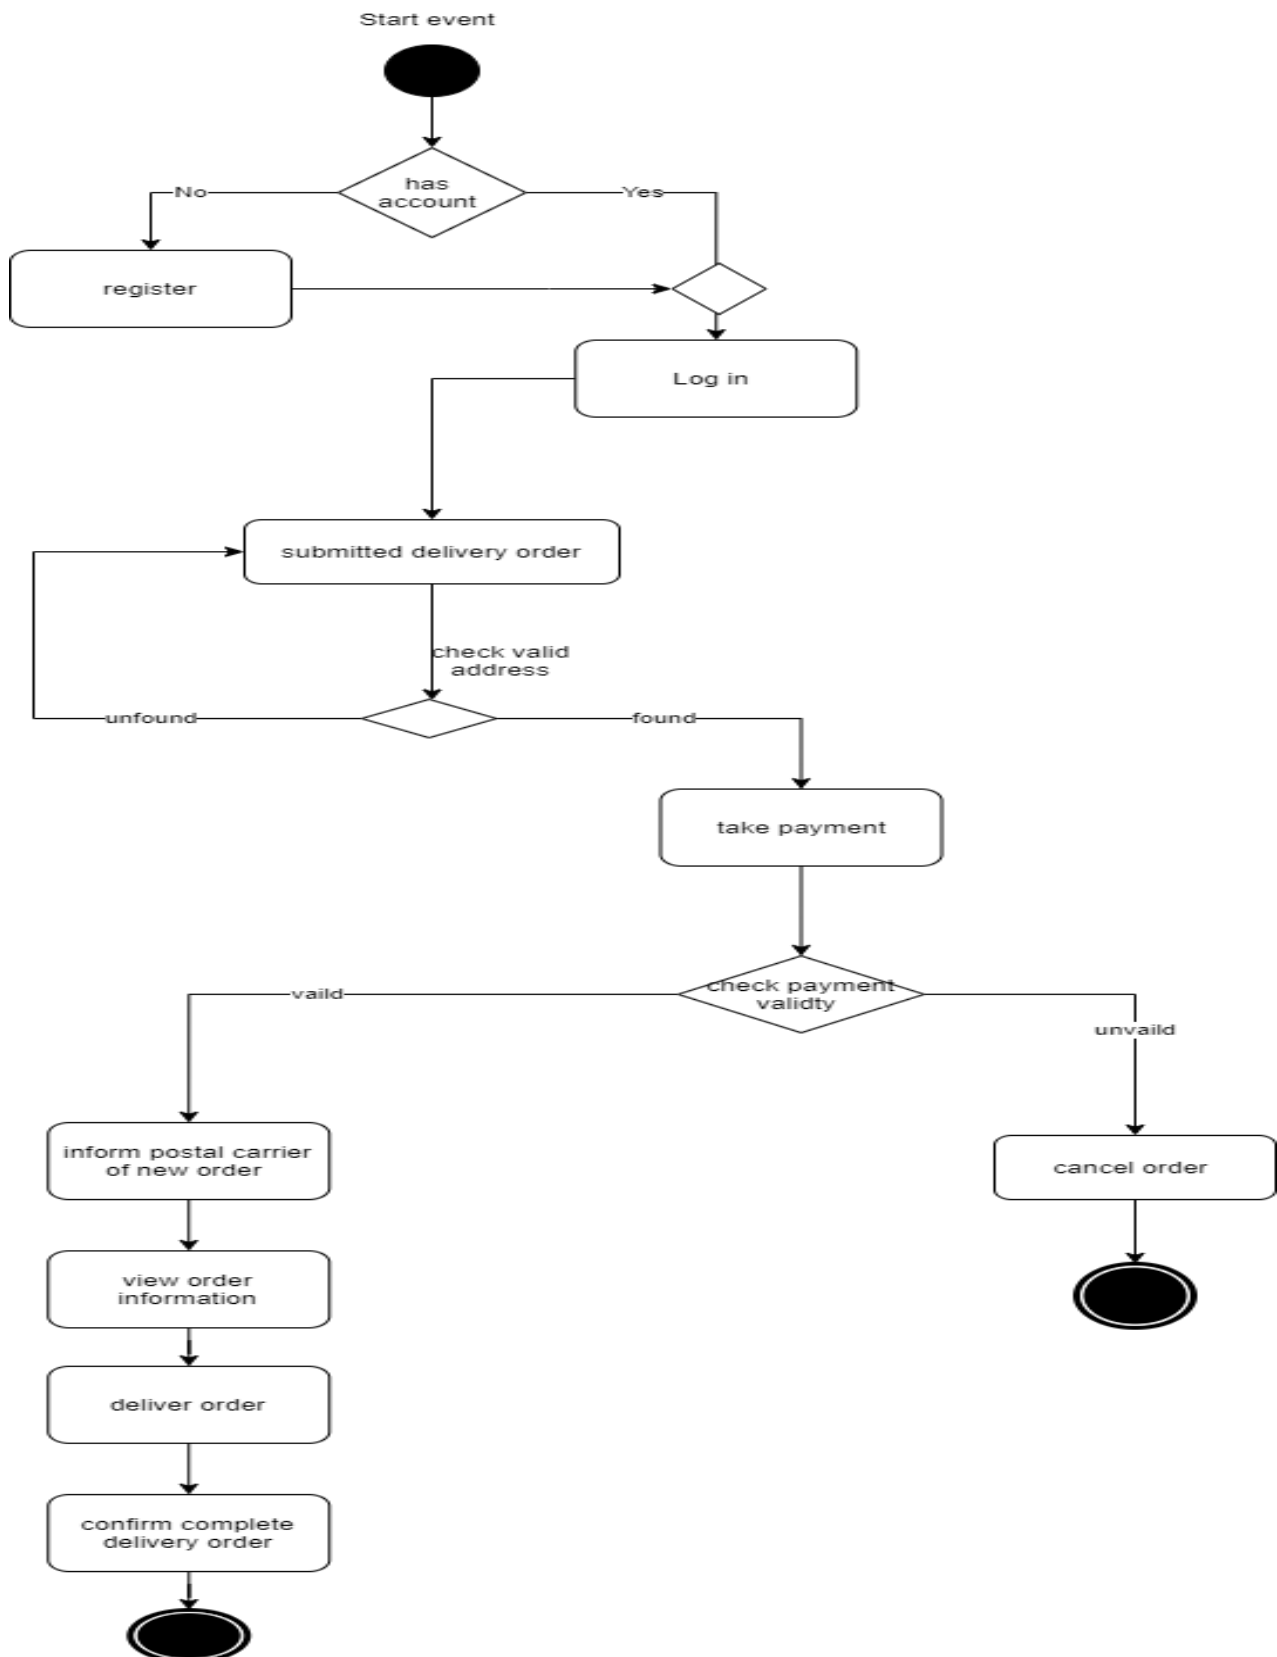 Start event
has
account
No
Yes
register
Log in
submitted delivery order
check valid
address
unfound
found
take payment
check payment
validty
vaild
unvaild
inform postal carrier
of new order
cancel order
view order
information
deliver order
confirm complete
delivery order